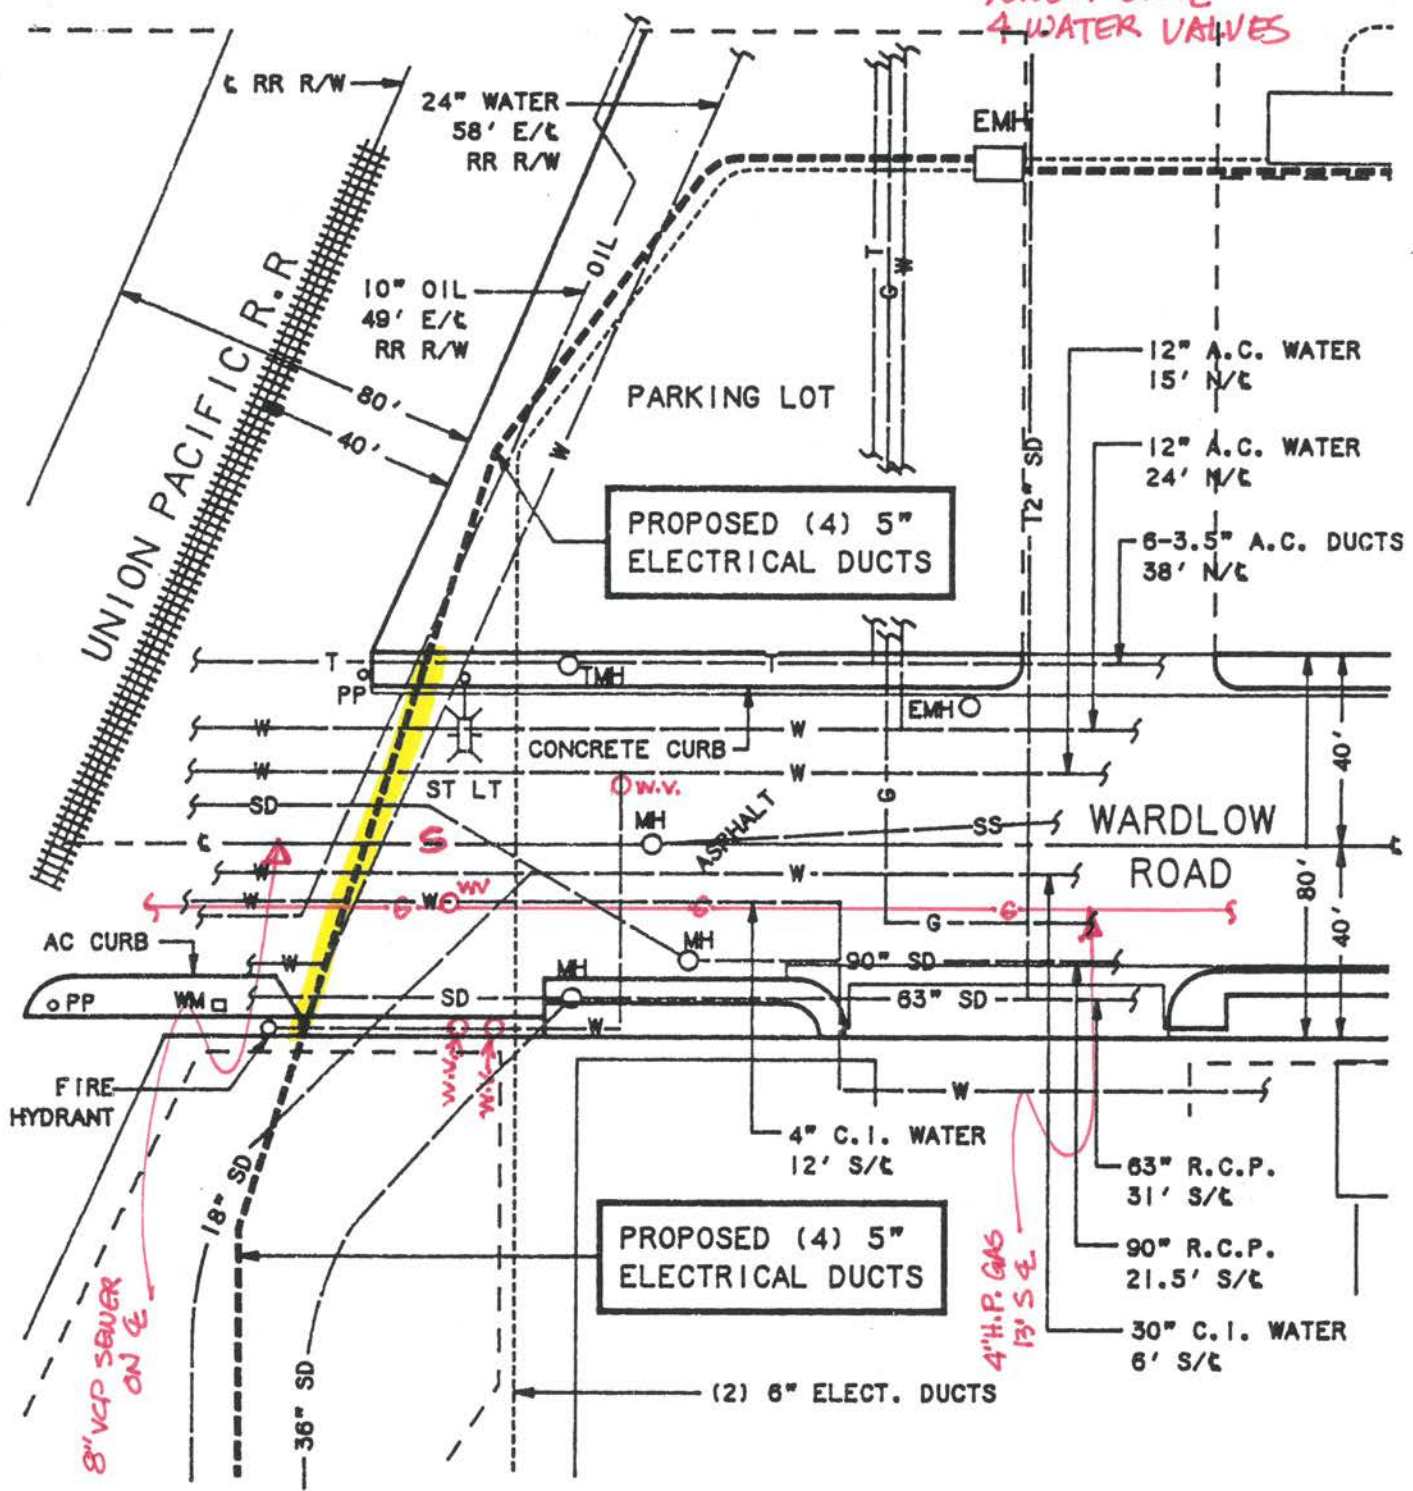 4 WATER VALVES
℄ RR R/W
24" WATER
58' E/℄
RR R/W
EMH
OIL
T
G
W
10" OIL
49' E/℄
RR R/W
UNION PACIFIC R.R
80'
40'
W
PARKING LOT
72" SD
12" A.C. WATER
15' N/℄
12" A.C. WATER
24' N/℄
6-3.5" A.C. DUCTS
38' N/℄
PROPOSED (4) 5"
ELECTRICAL DUCTS
T
TMH
T
PP
EMH
W
W
CONCRETE CURB
W
W
ST LT
W.V.
G
40'
SD
MH
ASPHALT
SS
WARDLOW
ROAD
℄
S
W
W
80'
W
G
W
WV
G
G
G
40'
AC CURB
MH
W
MH
90" SD
PP
WM
SD
63" SD
W
FIRE
HYDRANT
W.V.
W.V.
W
4" C.I. WATER
12' S/℄
18" SD
63" R.C.P.
31' S/℄
PROPOSED (4) 5"
ELECTRICAL DUCTS
90" R.C.P.
21.5' S/℄
4" H.P. GAS
13' S ℄
8" VCP SEWER
ON ℄
30" C.I. WATER
6' S/℄
36" SD
(2) 6" ELECT. DUCTS